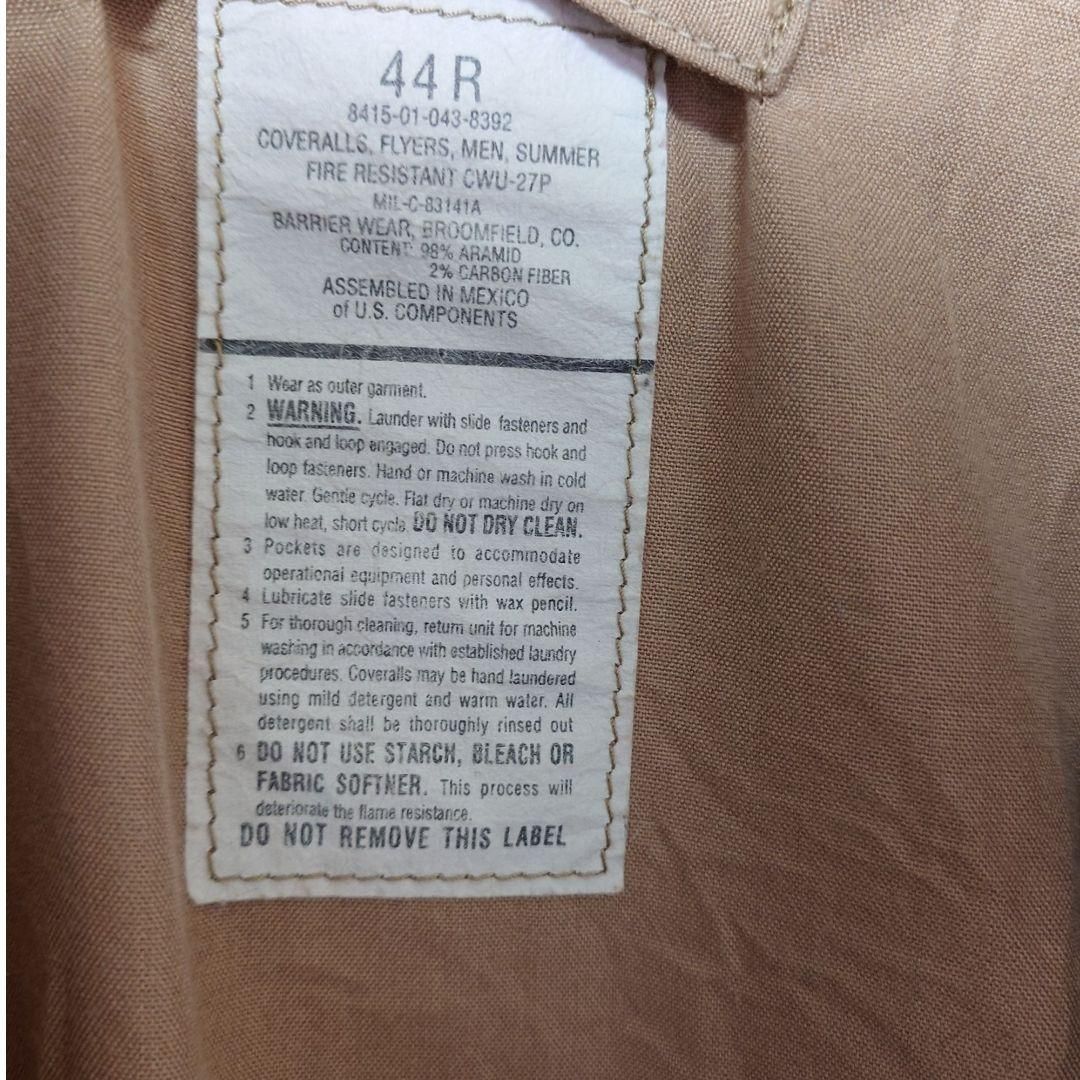 44R
8415-01-043-8392
COVERALLS, FLYERS, MEN, SUMMER
FIRE RESISTANT CWU-27P
MIL-C-83141A
BARRIER WEAR, BROOMFIELD, CO.
CONTENT: 98% ARAMID
2% CARBON FIBER
ASSEMBLED IN MEXICO
of U.S. COMPONENTS
1 Wear as outer garment.
2 WARNING. Launder with slide fasteners and
hook and loop engaged. Do not press hook and
loop fasteners. Hand or machine wash in cold
water. Gentle cycle. Flat dry or machine dry on
low heat, short cycle. DO NOT DRY CLEAN.
3 Pockets are designed to accommodate
operational equipment and personal effects.
4 Lubricate slide fasteners with wax pencil.
5 For thorough cleaning, return unit for machine
washing in accordance with established laundry
procedures. Coveralls may be hand laundered
using mild detergent and warm water. All
detergent shall be thoroughly rinsed out
6 DO NOT USE STARCH, BLEACH OR
FABRIC SOFTNER. This process will
deteriorate the flame resistance.
DO NOT REMOVE THIS LABEL